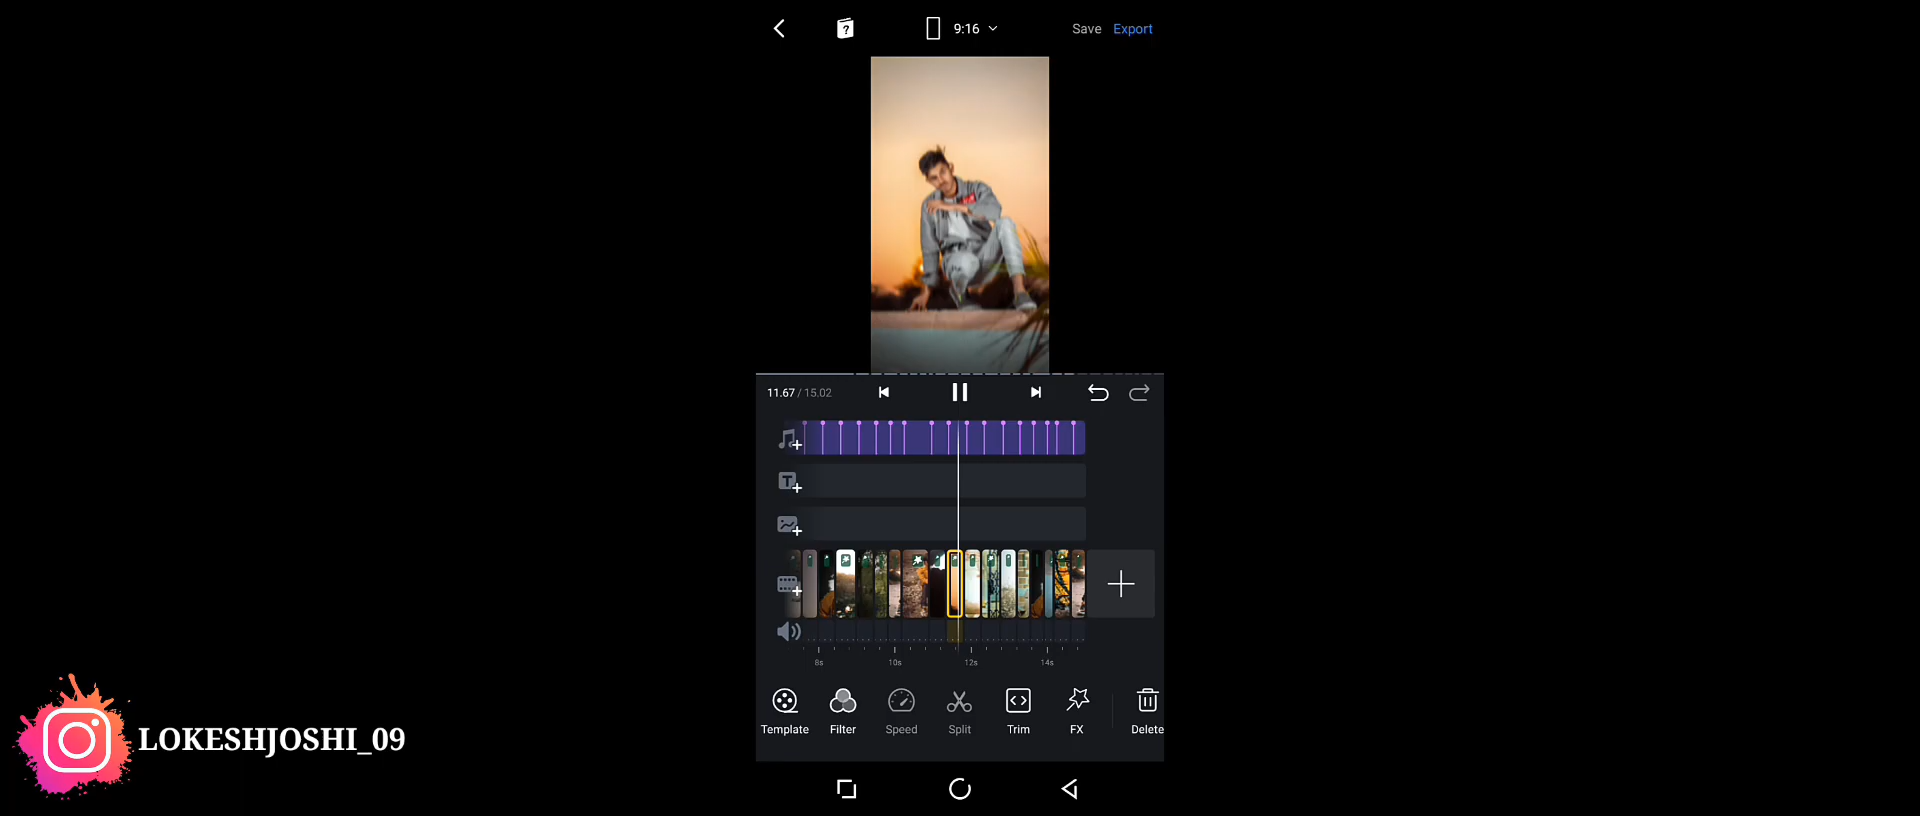 9:16
Save
Export
11.67 / 15.02
8s
10s
12s
14s
Template
Filter
Speed
Split
Trim
FX
Delete
LOKESHJOSHI_09